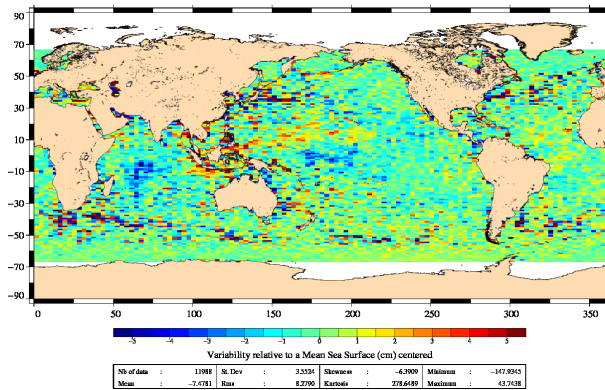 90
70
50
30
10
−10
−30
−50
−70
−90
0 50 100 150 200 250 300 350
−5 −4 −3 −2 −1 0 1 2 3 4 5
Variability relative to a Mean Sea Surface (cm) centered
Nb of data : 11988 St. Dev : 3.5524 Skewness : −6.3909 Minimum : −147.9345
Mean : −7.4781 Rms : 8.2790 Kurtosis : 278.6489 Maximum : 43.7438